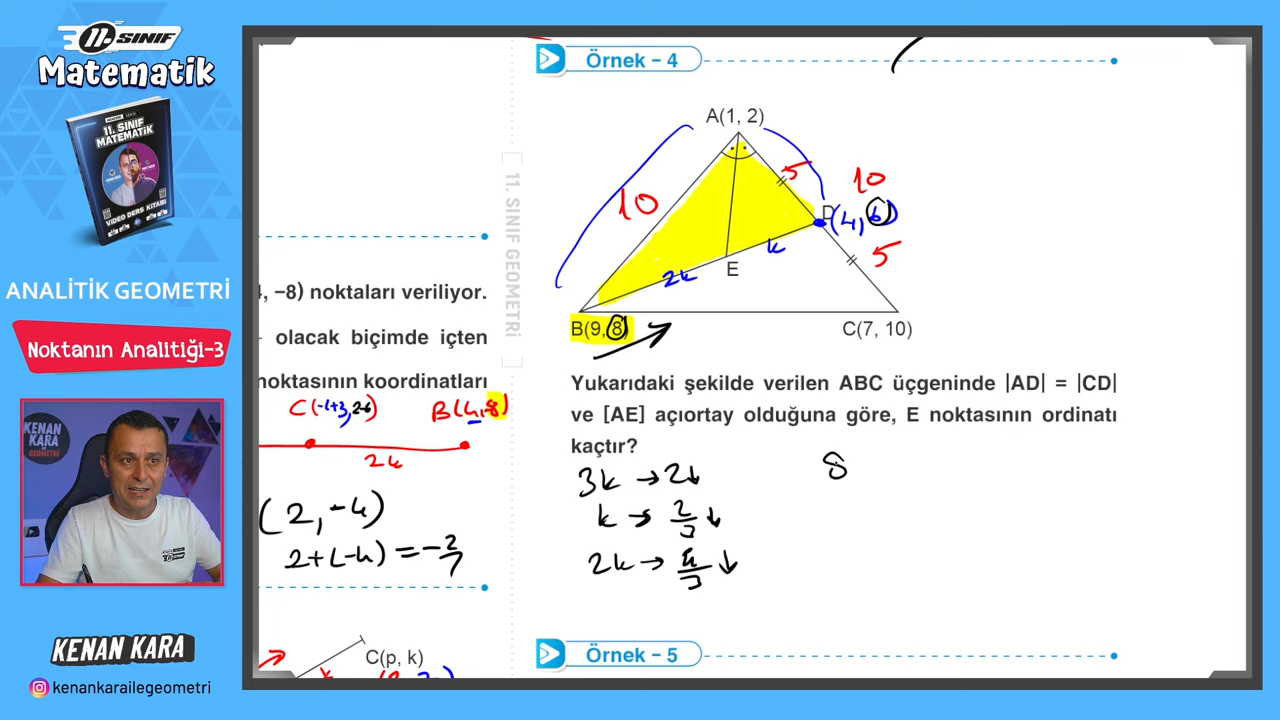 11. SINIF
Matematik
11. SINIF
MATEMATİK
VİDEO DERS KİTABI
ANALİTİK GEOMETRİ
Noktanın Analitiği-3
KENAN
KARA
GEOMETRİ
KENAN KARA
kenankarailegeometri
, −8) noktaları veriliyor.
olacak biçimde içten
noktasının koordinatları
C(-1+3, 2-6)
B(4,-8)
2k
(2, -4)
2+(-4) = -2
C(p, k)
11. SINIF GEOMETRİ
Örnek – 4
A(1, 2)
10
5
10
D(4, 6)
k
2k
E
5
B(9, 8)
C(7, 10)
Yukarıdaki şekilde verilen ABC üçgeninde |AD| = |CD|
ve [AE] açıortay olduğuna göre, E noktasının ordinatı
kaçtır?
3k → 2↓
8
k → 2/3 ↓
2k → 4/3 ↓
Örnek – 5